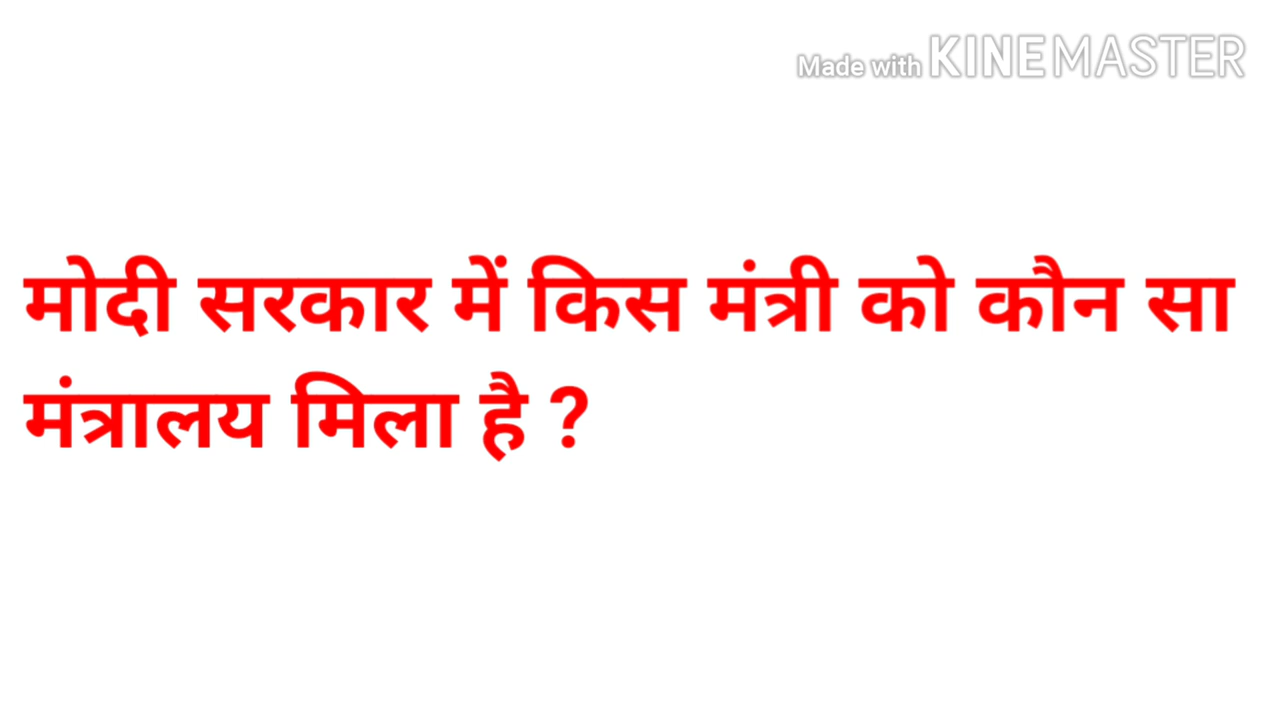 Made with KINEMASTER
मोदी सरकार में किस मंत्री को कौन सा
मंत्रालय मिला है ?